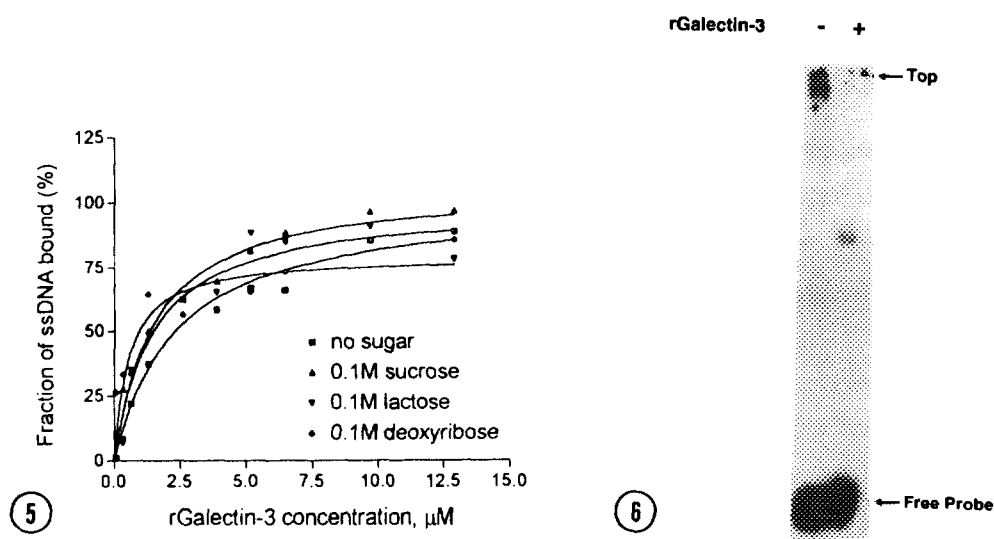 125
100
75
50
25
0
Fraction of ssDNA bound (%)
no sugar
0.1M sucrose
0.1M lactose
0.1M deoxyribose
0.0 2.5 5.0 7.5 10.0 12.5 15.0
rGalectin-3 concentration, μM
5
rGalectin-3 - +
Top
Free Probe
6